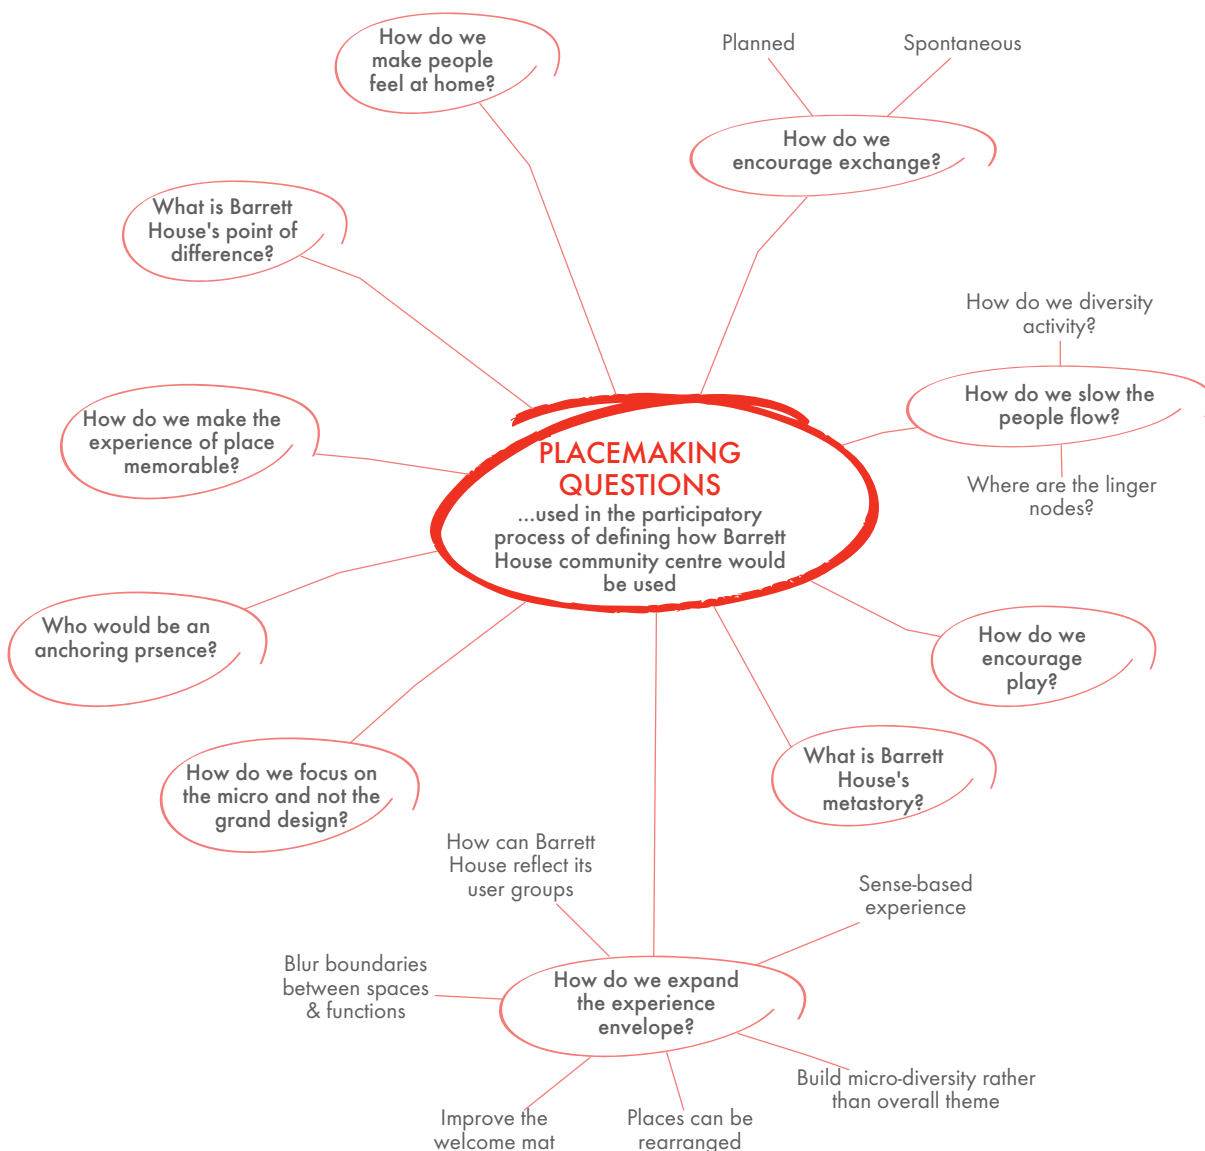 How do we
make people
feel at home?
Planned
Spontaneous
How do we
encourage exchange?
What is Barrett
House's point of
difference?
How do we diversity
activity?
How do we slow the
people flow?
Where are the linger
nodes?
How do we make the
experience of place
memorable?
PLACEMAKING
QUESTIONS
...used in the participatory
process of defining how Barrett
House community centre would
be used
Who would be an
anchoring prsence?
How do we
encourage
play?
What is Barrett
House's
metastory?
How do we focus on
the micro and not the
grand design?
How can Barrett
House reflect its
user groups
Sense-based
experience
Blur boundaries
between spaces
& functions
How do we expand
the experience
envelope?
Build micro-diversity rather
than overall theme
Improve the
welcome mat
Places can be
rearranged